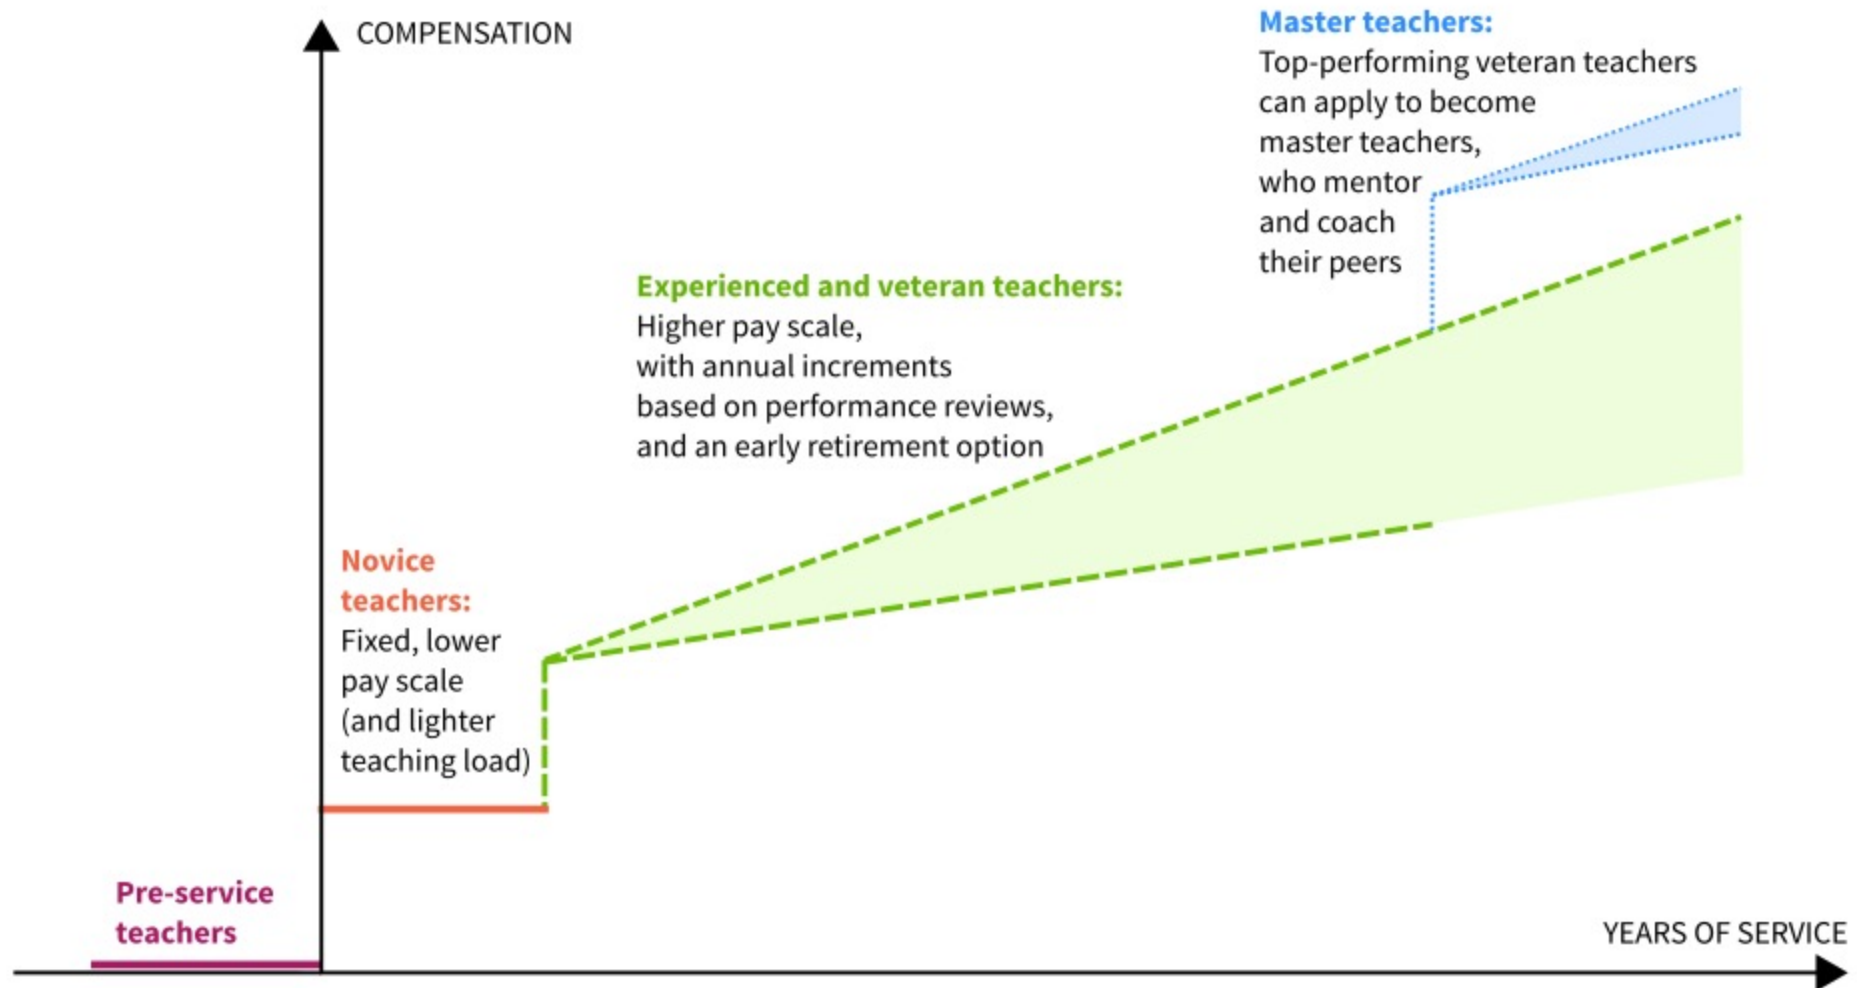 COMPENSATION
Master teachers:
Top-performing veteran teachers
can apply to become
master teachers,
who mentor
and coach
their peers
Experienced and veteran teachers:
Higher pay scale,
with annual increments
based on performance reviews,
and an early retirement option
Novice
teachers:
Fixed, lower
pay scale
(and lighter
teaching load)
Pre-service
teachers
YEARS OF SERVICE